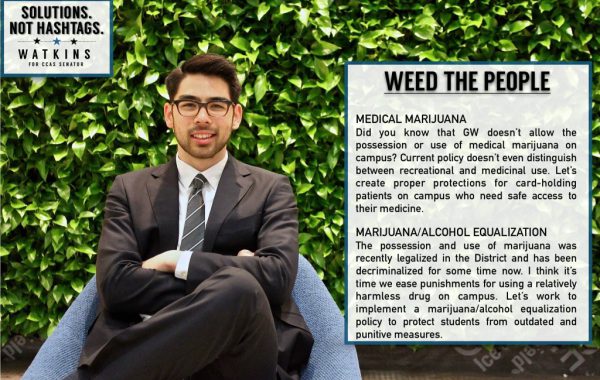 SOLUTIONS.
NOT HASHTAGS.
WATKINS
FOR CCAS SENATOR
WEED THE PEOPLE
MEDICAL MARIJUANA
Did you know that GW doesn't allow the
possession or use of medical marijuana on
campus? Current policy doesn't even distinguish
between recreational and medicinal use. Let's
create proper protections for card-holding
patients on campus who need safe access to
their medicine.
MARIJUANA/ALCOHOL EQUALIZATION
The possession and use of marijuana was
recently legalized in the District and has been
decriminalized for some time now. I think it's
time we ease punishments for using a relatively
harmless drug on campus. Let's work to
implement a marijuana/alcohol equalization
policy to protect students from outdated and
punitive measures.